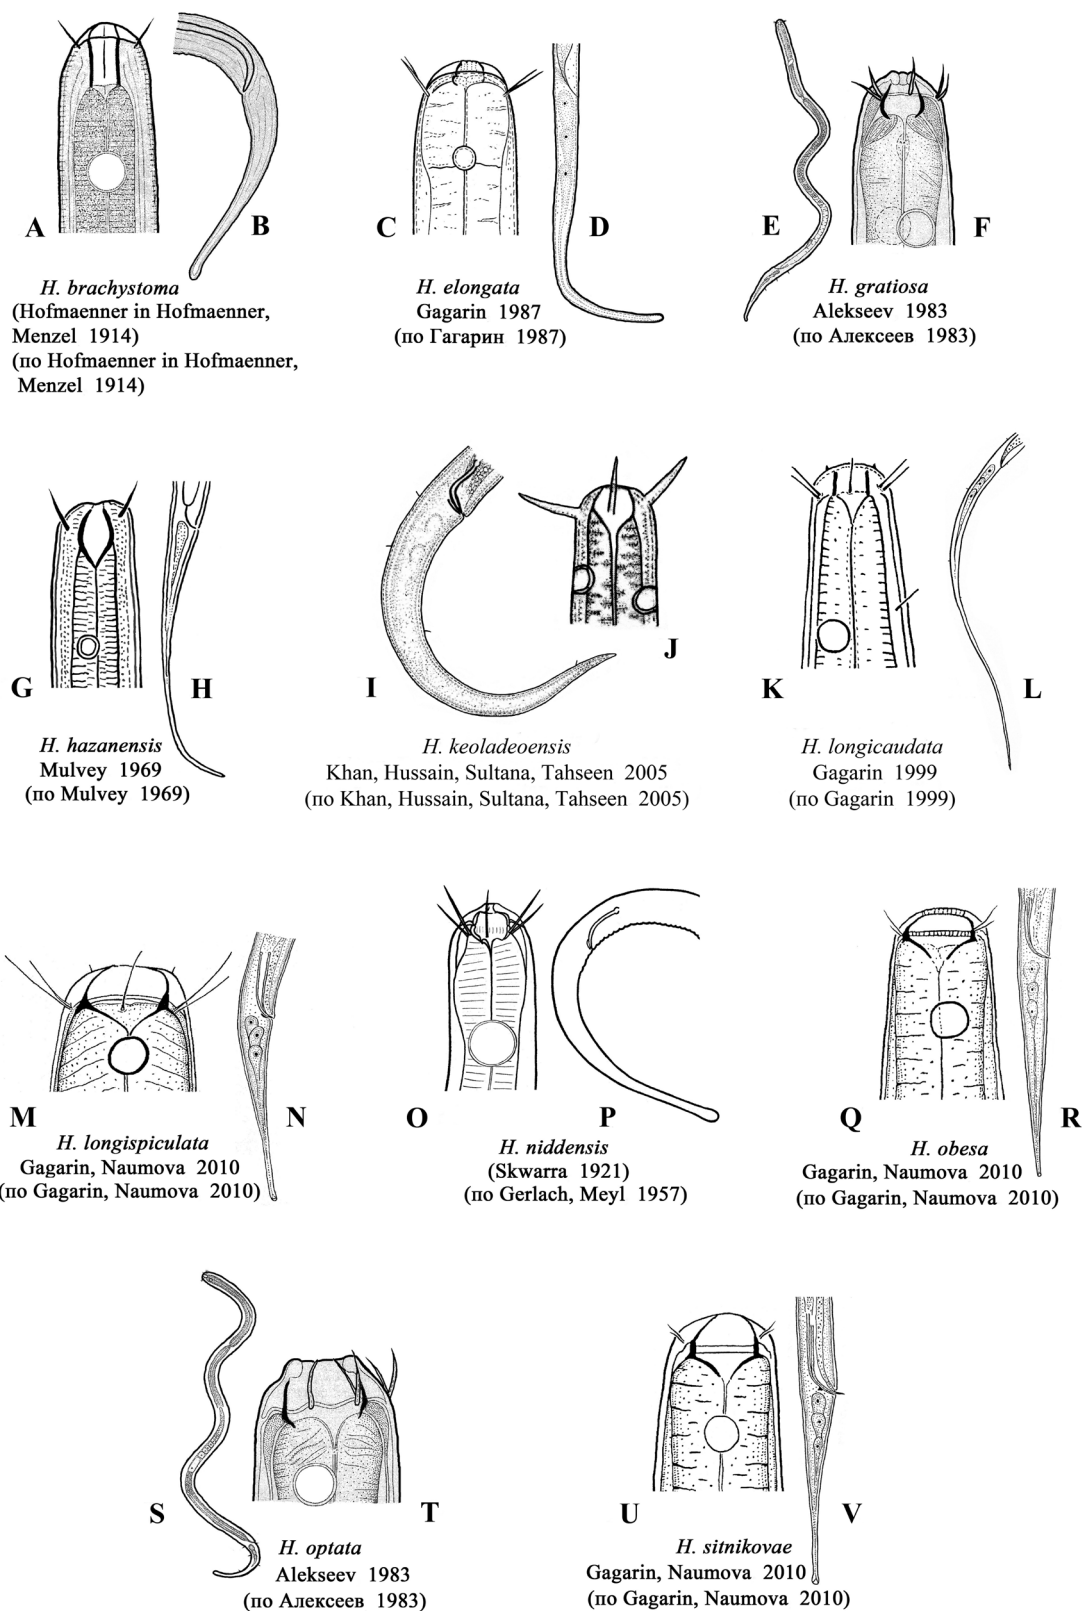 A
B
C
D
E
F
H. brachystoma
(Hofmaenner in Hofmaenner,
Menzel 1914)
(по Hofmaenner in Hofmaenner,
Menzel 1914)
H. elongata
Gagarin 1987
(по Гагарин 1987)
H. gratiosa
Alekseev 1983
(по Алексеев 1983)
G
H
I
J
K
L
H. hazanensis
Mulvey 1969
(по Mulvey 1969)
H. keoladeoensis
Khan, Hussain, Sultana, Tahseen 2005
(по Khan, Hussain, Sultana, Tahseen 2005)
H. longicaudata
Gagarin 1999
(по Gagarin 1999)
M
N
O
P
Q
R
H. longispiculata
Gagarin, Naumova 2010
(по Gagarin, Naumova 2010)
H. niddensis
(Skwarra 1921)
(по Gerlach, Meyl 1957)
H. obesa
Gagarin, Naumova 2010
(по Gagarin, Naumova 2010)
S
T
U
V
H. optata
Alekseev 1983
(по Алексеев 1983)
H. sitnikovae
Gagarin, Naumova 2010
(по Gagarin, Naumova 2010)